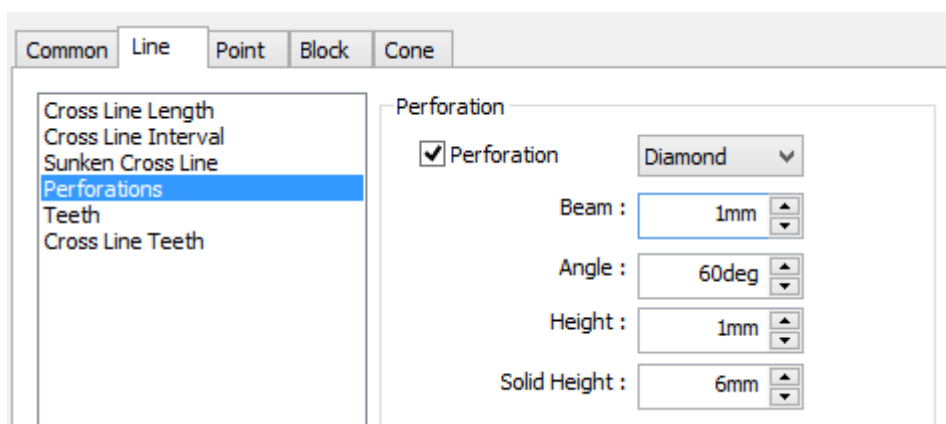 Common Line Point Block Cone
Cross Line Length
Cross Line Interval
Sunken Cross Line
Perforations
Teeth
Cross Line Teeth
Perforation
Perforation Diamond
Beam : 1mm
Angle : 60deg
Height : 1mm
Solid Height : 6mm